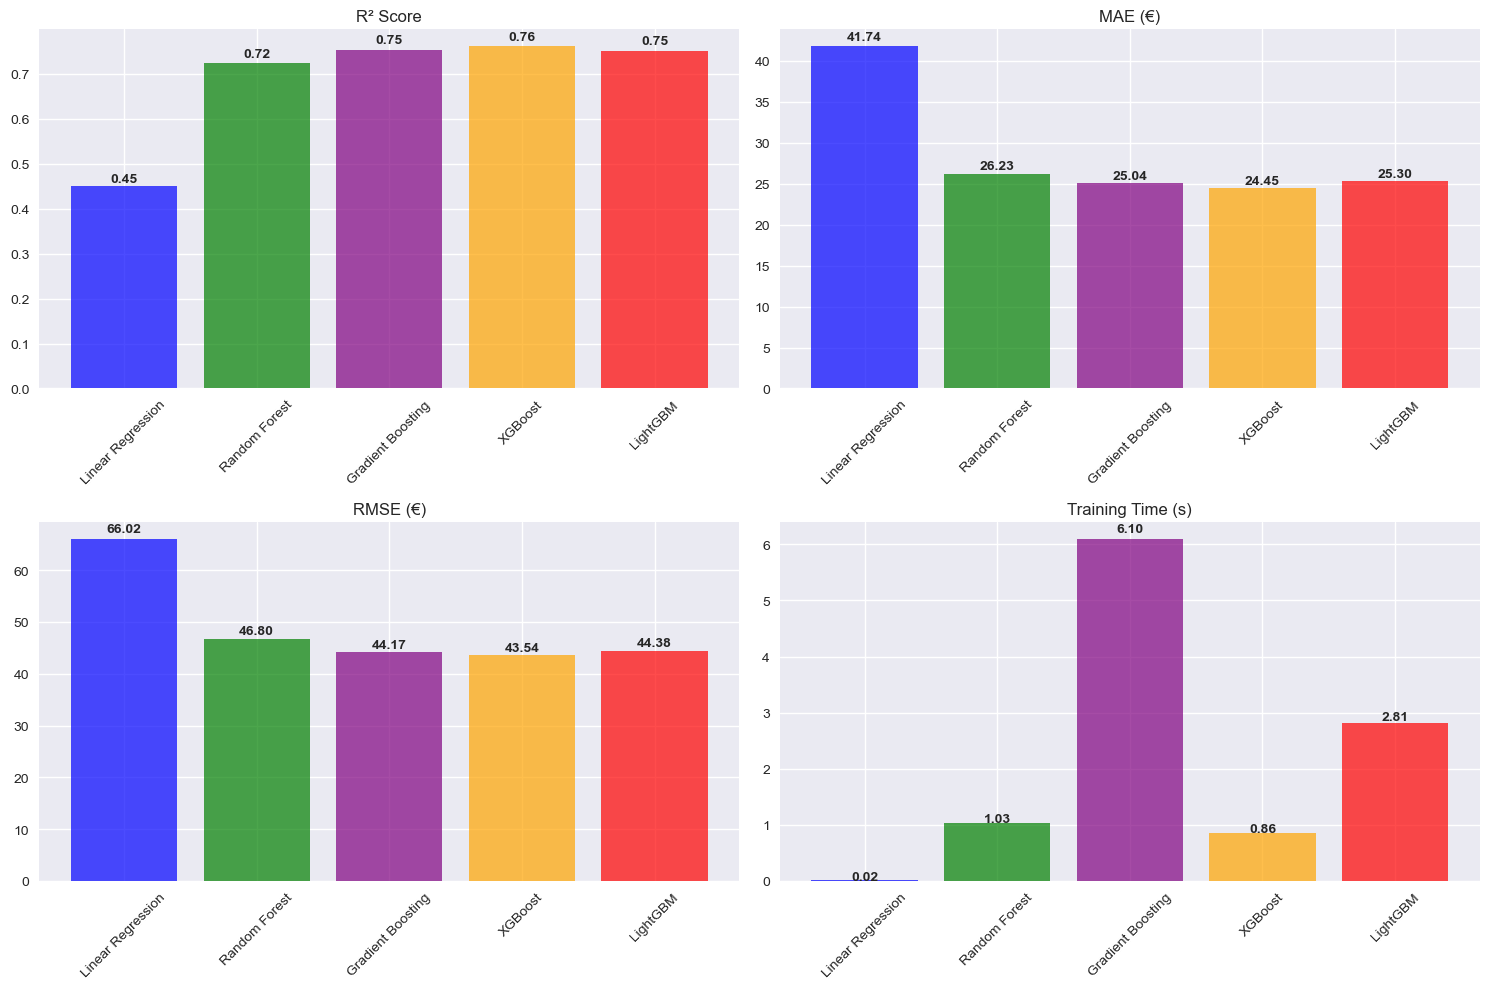 R² Score
0.7
0.6
0.5
0.4
0.3
0.2
0.1
0.0
0.45
0.72
0.75
0.76
0.75
Linear Regression
Random Forest
Gradient Boosting
XGBoost
LightGBM
MAE (€)
40
35
30
25
20
15
10
5
0
41.74
26.23
25.04
24.45
25.30
Linear Regression
Random Forest
Gradient Boosting
XGBoost
LightGBM
RMSE (€)
60
50
40
30
20
10
0
66.02
46.80
44.17
43.54
44.38
Linear Regression
Random Forest
Gradient Boosting
XGBoost
LightGBM
Training Time (s)
6
5
4
3
2
1
0
0.02
1.03
6.10
0.86
2.81
Linear Regression
Random Forest
Gradient Boosting
XGBoost
LightGBM